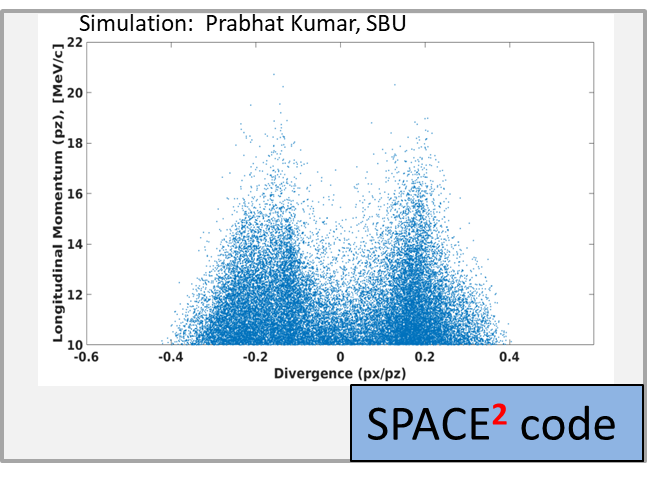 Simulation: Prabhat Kumar, SBU
Longitudinal Momentum (pz), [MeV/c]
22
20
18
16
14
12
10
-0.6 -0.4 -0.2 0 0.2 0.4
Divergence (px/pz)
SPACE² code